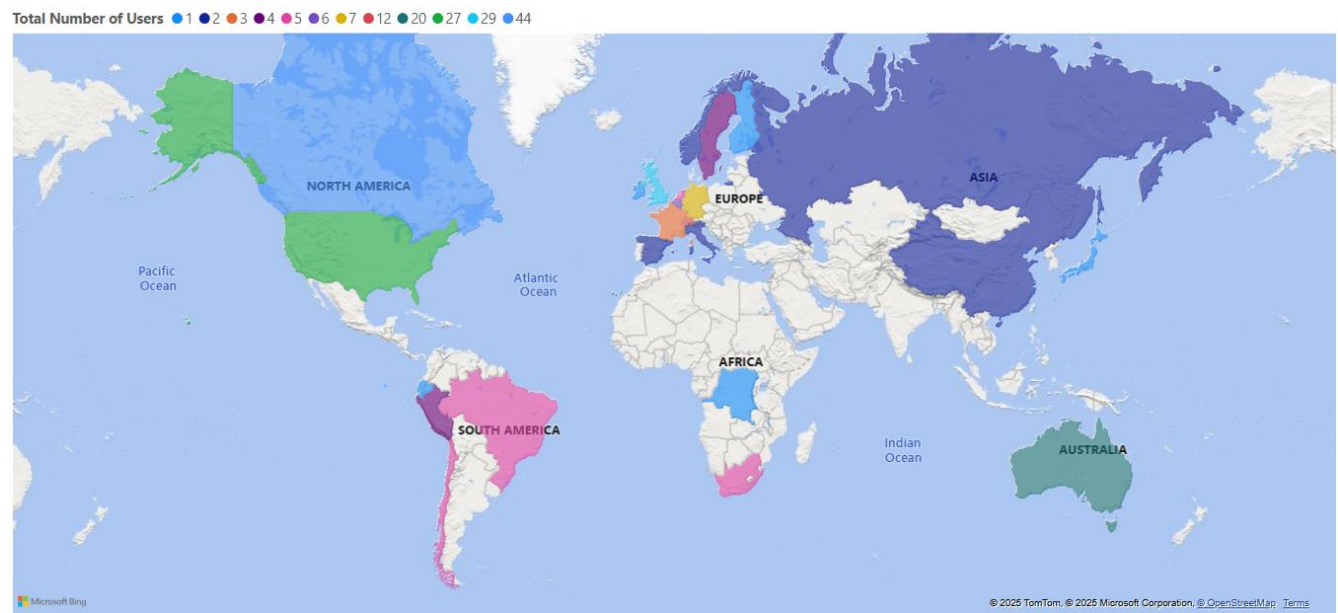 Total Number of Users 1 2 3 4 5 6 7 12 20 27 29 44
NORTH AMERICA
ASIA
EUROPE
Pacific
Ocean
Atlantic
Ocean
AFRICA
SOUTH AMERICA
Indian
Ocean
AUSTRALIA
Microsoft Bing
© 2025 TomTom, © 2025 Microsoft Corporation, © OpenStreetMap Terms